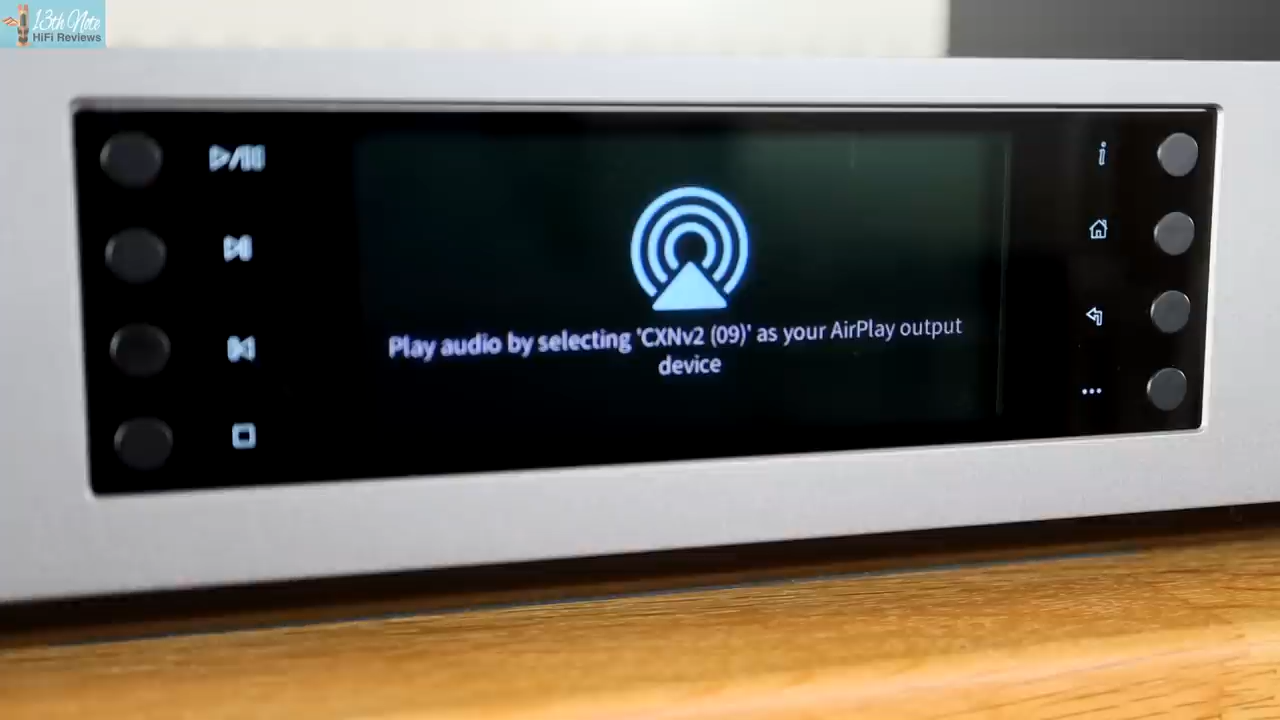 13th Note
HiFi Reviews
Play audio by selecting 'CXNv2 (09)' as your AirPlay output
device